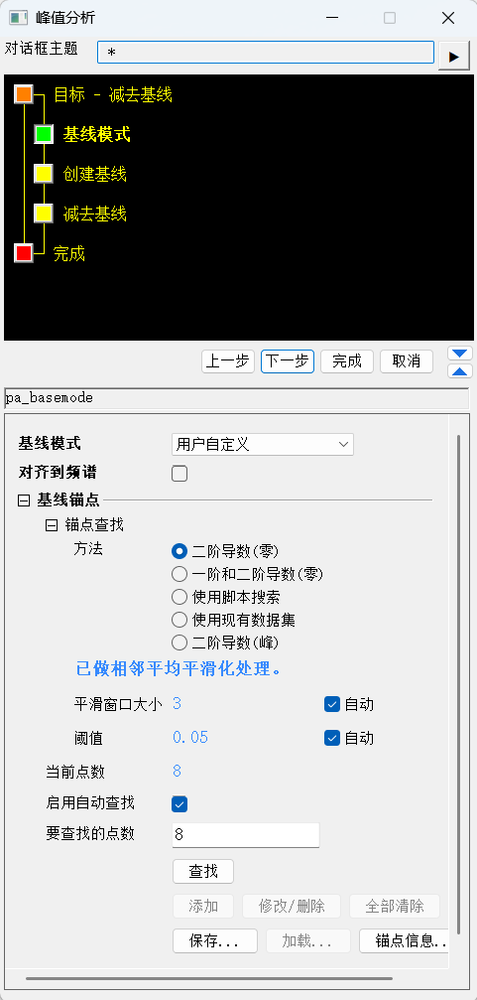 峰值分析
对话框主题 *
目标 - 减去基线
基线模式
创建基线
减去基线
完成
上一步 下一步 完成 取消
pa_basemode
基线模式 用户自定义
对齐到频谱
基线锚点
锚点查找
方法 二阶导数(零)
一阶和二阶导数(零)
使用脚本搜索
使用现有数据集
二阶导数(峰)
已做相邻平均平滑化处理。
平滑窗口大小 3 自动
阈值 0.05 自动
当前点数 8
启用自动查找
要查找的点数 8
查找
添加 修改/删除 全部清除
保存... 加载... 锚点信息..